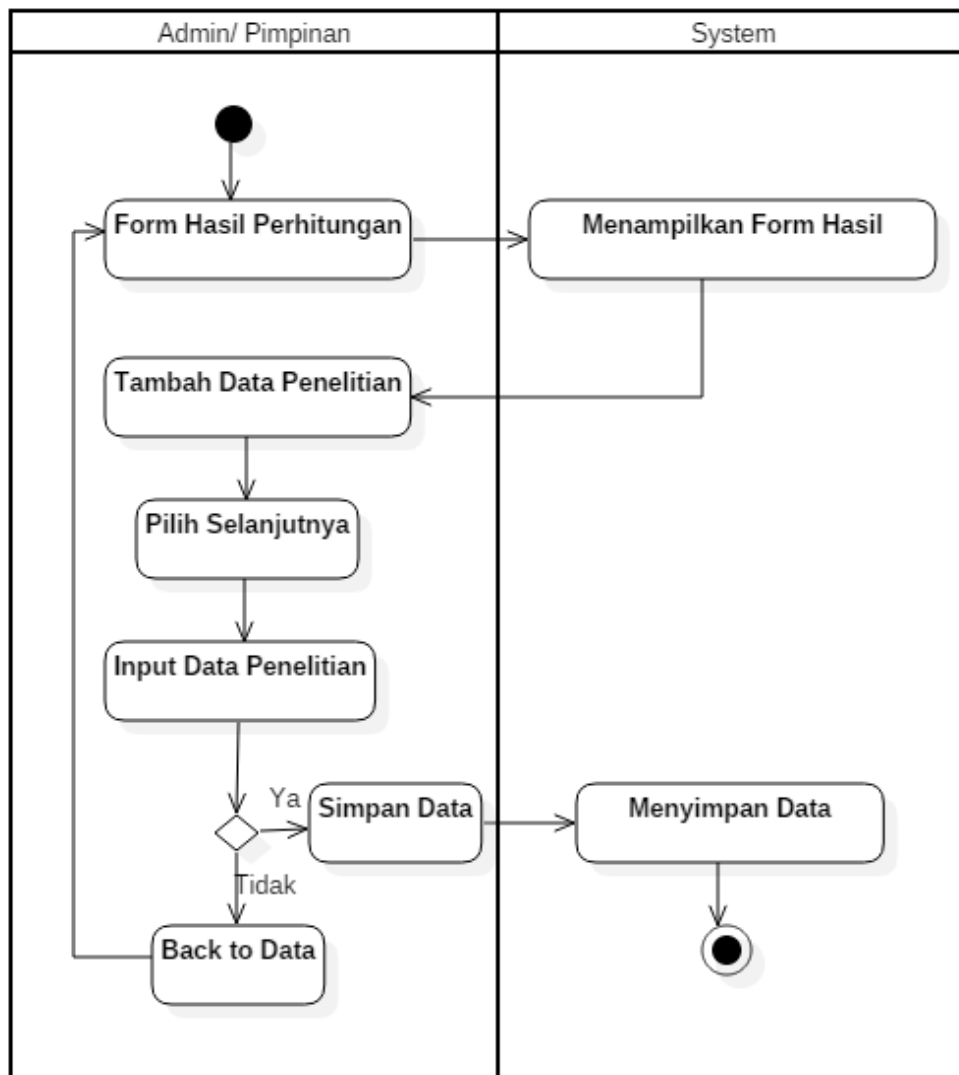 Admin/ Pimpinan
System
Form Hasil Perhitungan
Menampilkan Form Hasil
Tambah Data Penelitian
Pilih Selanjutnya
Input Data Penelitian
Ya
Simpan Data
Menyimpan Data
Tidak
Back to Data